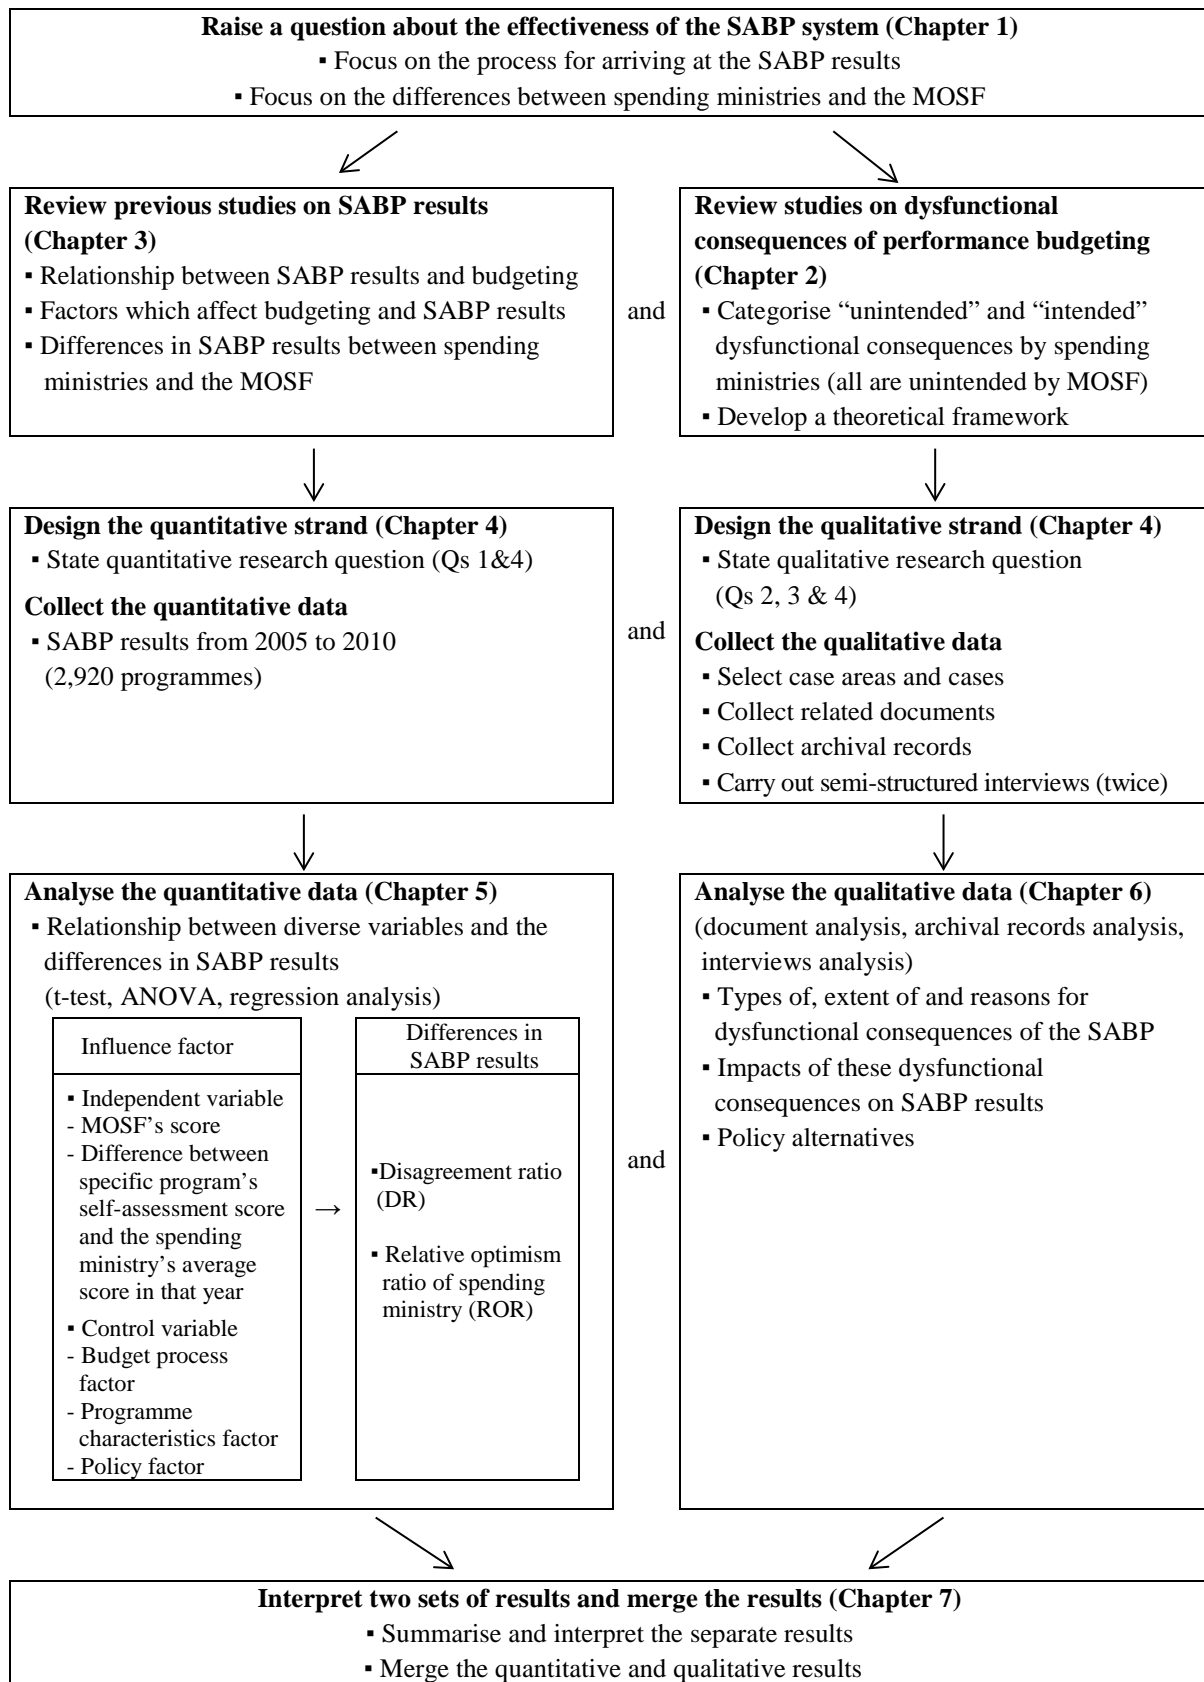 Raise a question about the effectiveness of the SABP system (Chapter 1)
▪ Focus on the process for arriving at the SABP results
▪ Focus on the differences between spending ministries and the MOSF
Review previous studies on SABP results
(Chapter 3)
▪ Relationship between SABP results and budgeting
▪ Factors which affect budgeting and SABP results
▪ Differences in SABP results between spending
ministries and the MOSF
and
Review studies on dysfunctional
consequences of performance budgeting
(Chapter 2)
▪ Categorise “unintended” and “intended”
dysfunctional consequences by spending
ministries (all are unintended by MOSF)
▪ Develop a theoretical framework
Design the quantitative strand (Chapter 4)
▪ State quantitative research question (Qs 1&4)
Collect the quantitative data
▪ SABP results from 2005 to 2010
(2,920 programmes)
and
Design the qualitative strand (Chapter 4)
▪ State qualitative research question
(Qs 2, 3 & 4)
Collect the qualitative data
▪ Select case areas and cases
▪ Collect related documents
▪ Collect archival records
▪ Carry out semi-structured interviews (twice)
Analyse the quantitative data (Chapter 5)
▪ Relationship between diverse variables and the
differences in SABP results
(t-test, ANOVA, regression analysis)
Influence factor
▪ Independent variable
- MOSF’s score
- Difference between
specific program’s
self-assessment score
and the spending
ministry’s average
score in that year
▪ Control variable
- Budget process
factor
- Programme
characteristics factor
- Policy factor
→
Differences in
SABP results
▪Disagreement ratio
(DR)
▪ Relative optimism
ratio of spending
ministry (ROR)
and
Analyse the qualitative data (Chapter 6)
(document analysis, archival records analysis,
interviews analysis)
▪ Types of, extent of and reasons for
dysfunctional consequences of the SABP
▪ Impacts of these dysfunctional
consequences on SABP results
▪ Policy alternatives
Interpret two sets of results and merge the results (Chapter 7)
▪ Summarise and interpret the separate results
▪ Merge the quantitative and qualitative results